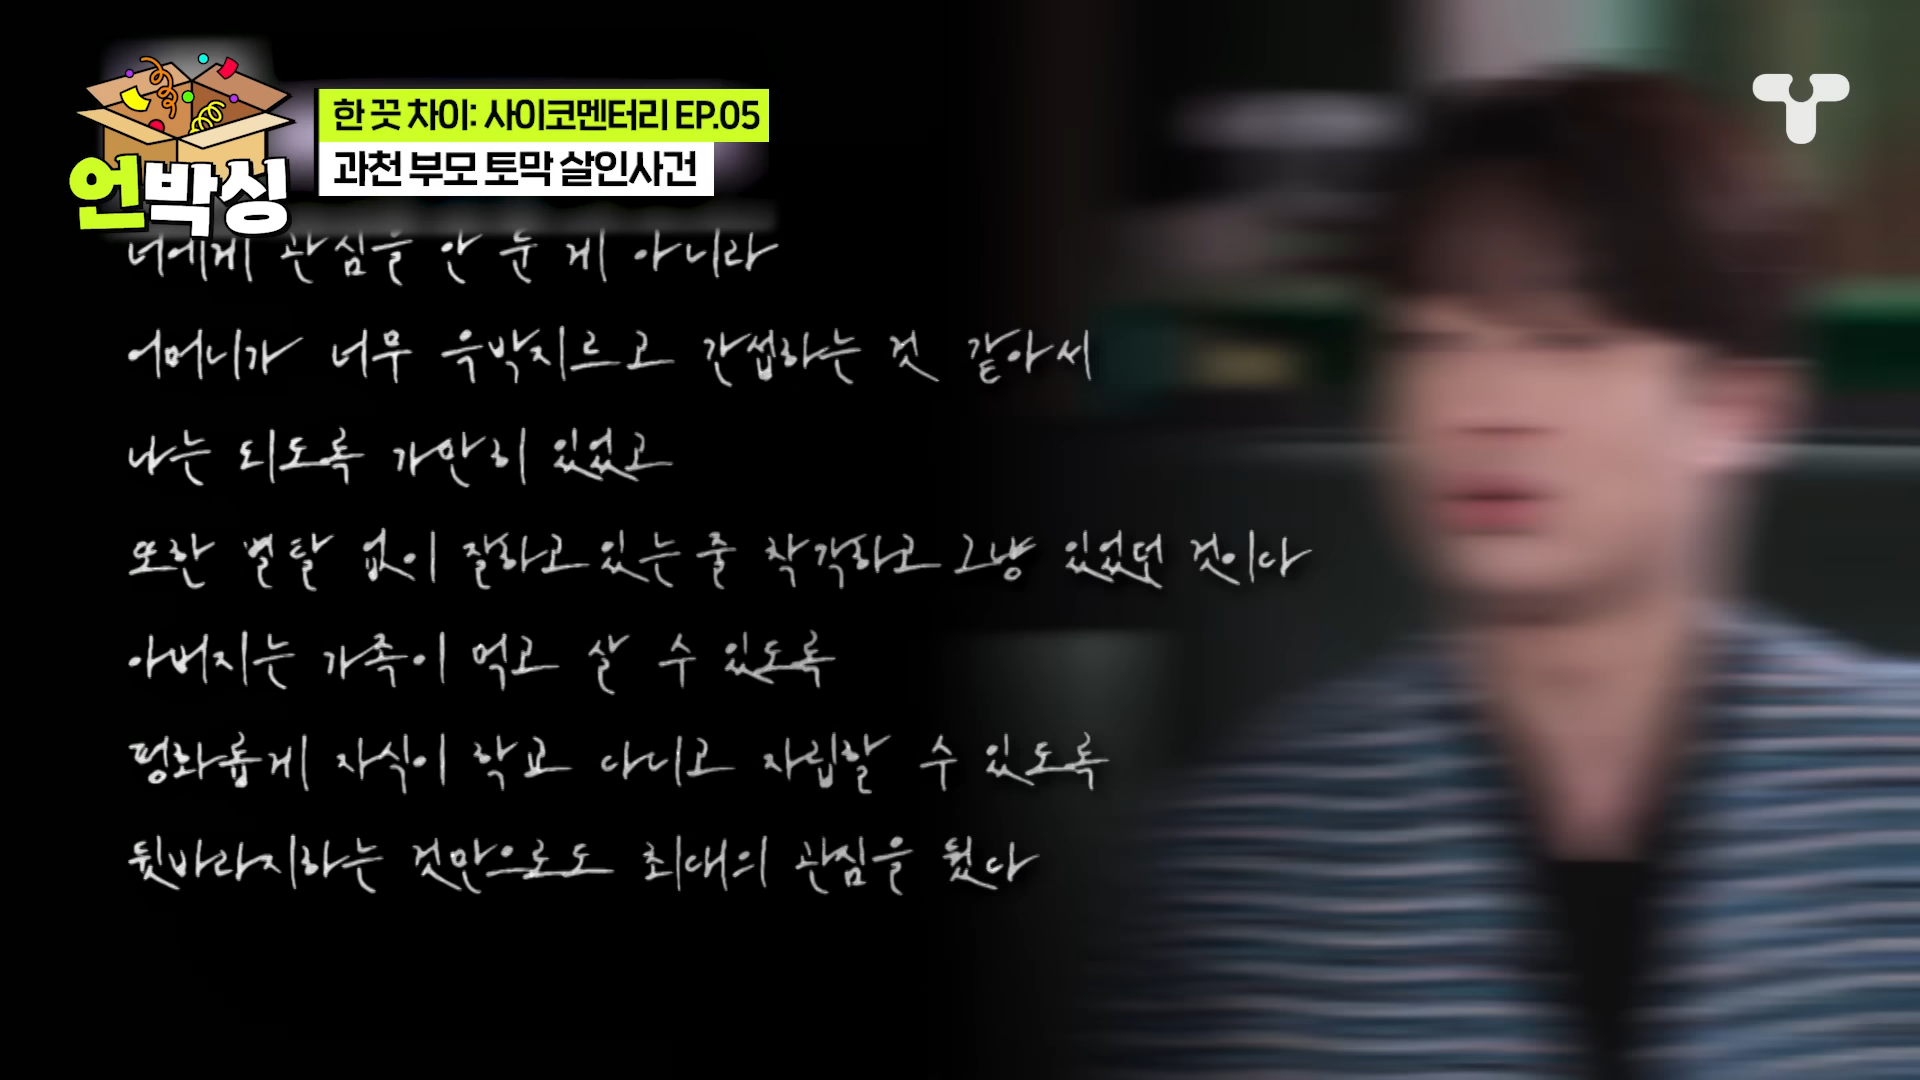 한 끗 차이: 사이코멘터리 EP.05
과천 부모 토막 살인사건
언박싱
너에게 관심을 안 둔 게 아니라
어머니가 너무 윽박지르고 간섭하는 것 같아서
나는 되도록 가만히 있었고
또한 별탈 없이 잘하고 있는 줄 착각하고 그냥 있었던 것이다
아버지는 가족이 먹고 살 수 있도록
평화롭게 자식이 학교 다니고 자립할 수 있도록
뒷바라지하는 것만으로도 최대의 관심을 뒀다